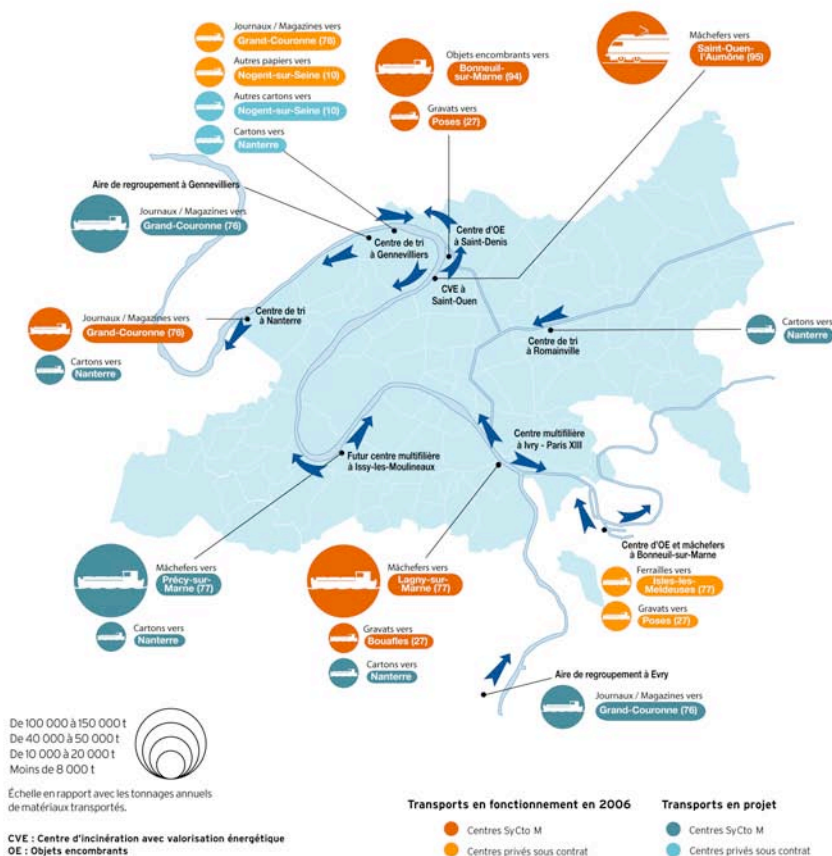 Journaux / Magazines vers
Grand-Couronne (76)
Autres papiers vers
Nogent-sur-Seine (10)
Autres cartons vers
Nogent-sur-Seine (10)
Cartons vers
Nanterre
Objets encombrants vers
Bonneuil-
sur-Marne (94)
Gravats vers
Poses (27)
Mâchefers vers
Saint-Ouen-
l'Aumône (95)
Aire de regroupement à Gennevilliers
Journaux / Magazines vers
Grand-Couronne (76)
Centre de tri
à Gennevilliers
Centre d'OE
à Saint-Denis
CVE à
Saint-Ouen
Journaux / Magazines vers
Grand-Couronne (76)
Cartons vers
Nanterre
Centre de tri
à Nanterre
Centre de tri
à Romainville
Cartons vers
Nanterre
Futur centre multifilière
à Issy-les-Moulineaux
Centre multifilière
à Ivry - Paris XIII
Centre d'OE et mâchefers
à Bonneuil-sur-Marne
Mâchefers vers
Précy-sur-
Marne (77)
Cartons vers
Nanterre
Mâchefers vers
Lagny-sur-
Marne (77)
Gravats vers
Bouafles (27)
Cartons vers
Nanterre
Ferrailles vers
Isles-les-
Meldeuses (77)
Gravats vers
Poses (27)
Aire de regroupement à Evry
Journaux / Magazines vers
Grand-Couronne (76)
De 100 000 à 150 000 t
De 40 000 à 50 000 t
De 10 000 à 20 000 t
Moins de 8 000 t
Échelle en rapport avec les tonnages annuels
de matériaux transportés.
CVE : Centre d'incinération avec valorisation énergétique
OE : Objets encombrants
Transports en fonctionnement en 2006
Centres SyCto M
Centres privés sous contrat
Transports en projet
Centres SyCto M
Centres privés sous contrat